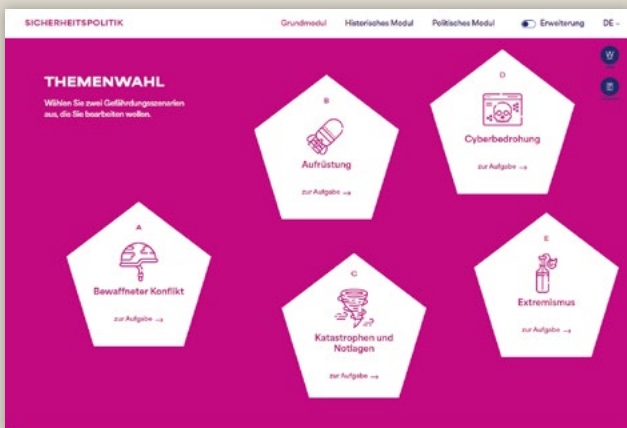 SICHERHEITSPOLITIK
Grundmodul Historisches Modul Politisches Modul Erweiterung DE
THEMENWAHL
Wählen Sie zwei Gefährdungsszenarien
aus, die Sie bearbeiten wollen.
A
Bewaffneter Konflikt
zur Aufgabe →
B
Aufrüstung
zur Aufgabe →
C
Katastrophen und
Notlagen
zur Aufgabe →
D
Cyberbedrohung
zur Aufgabe →
E
Extremismus
zur Aufgabe →
W